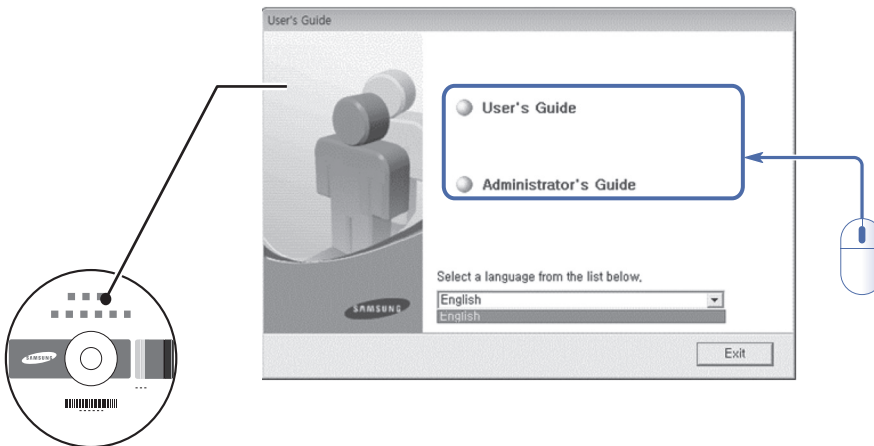 User's Guide
User's Guide
Administrator's Guide
Select a language from the list below.
English
English
SAMSUNG
Exit
SAMSUNG